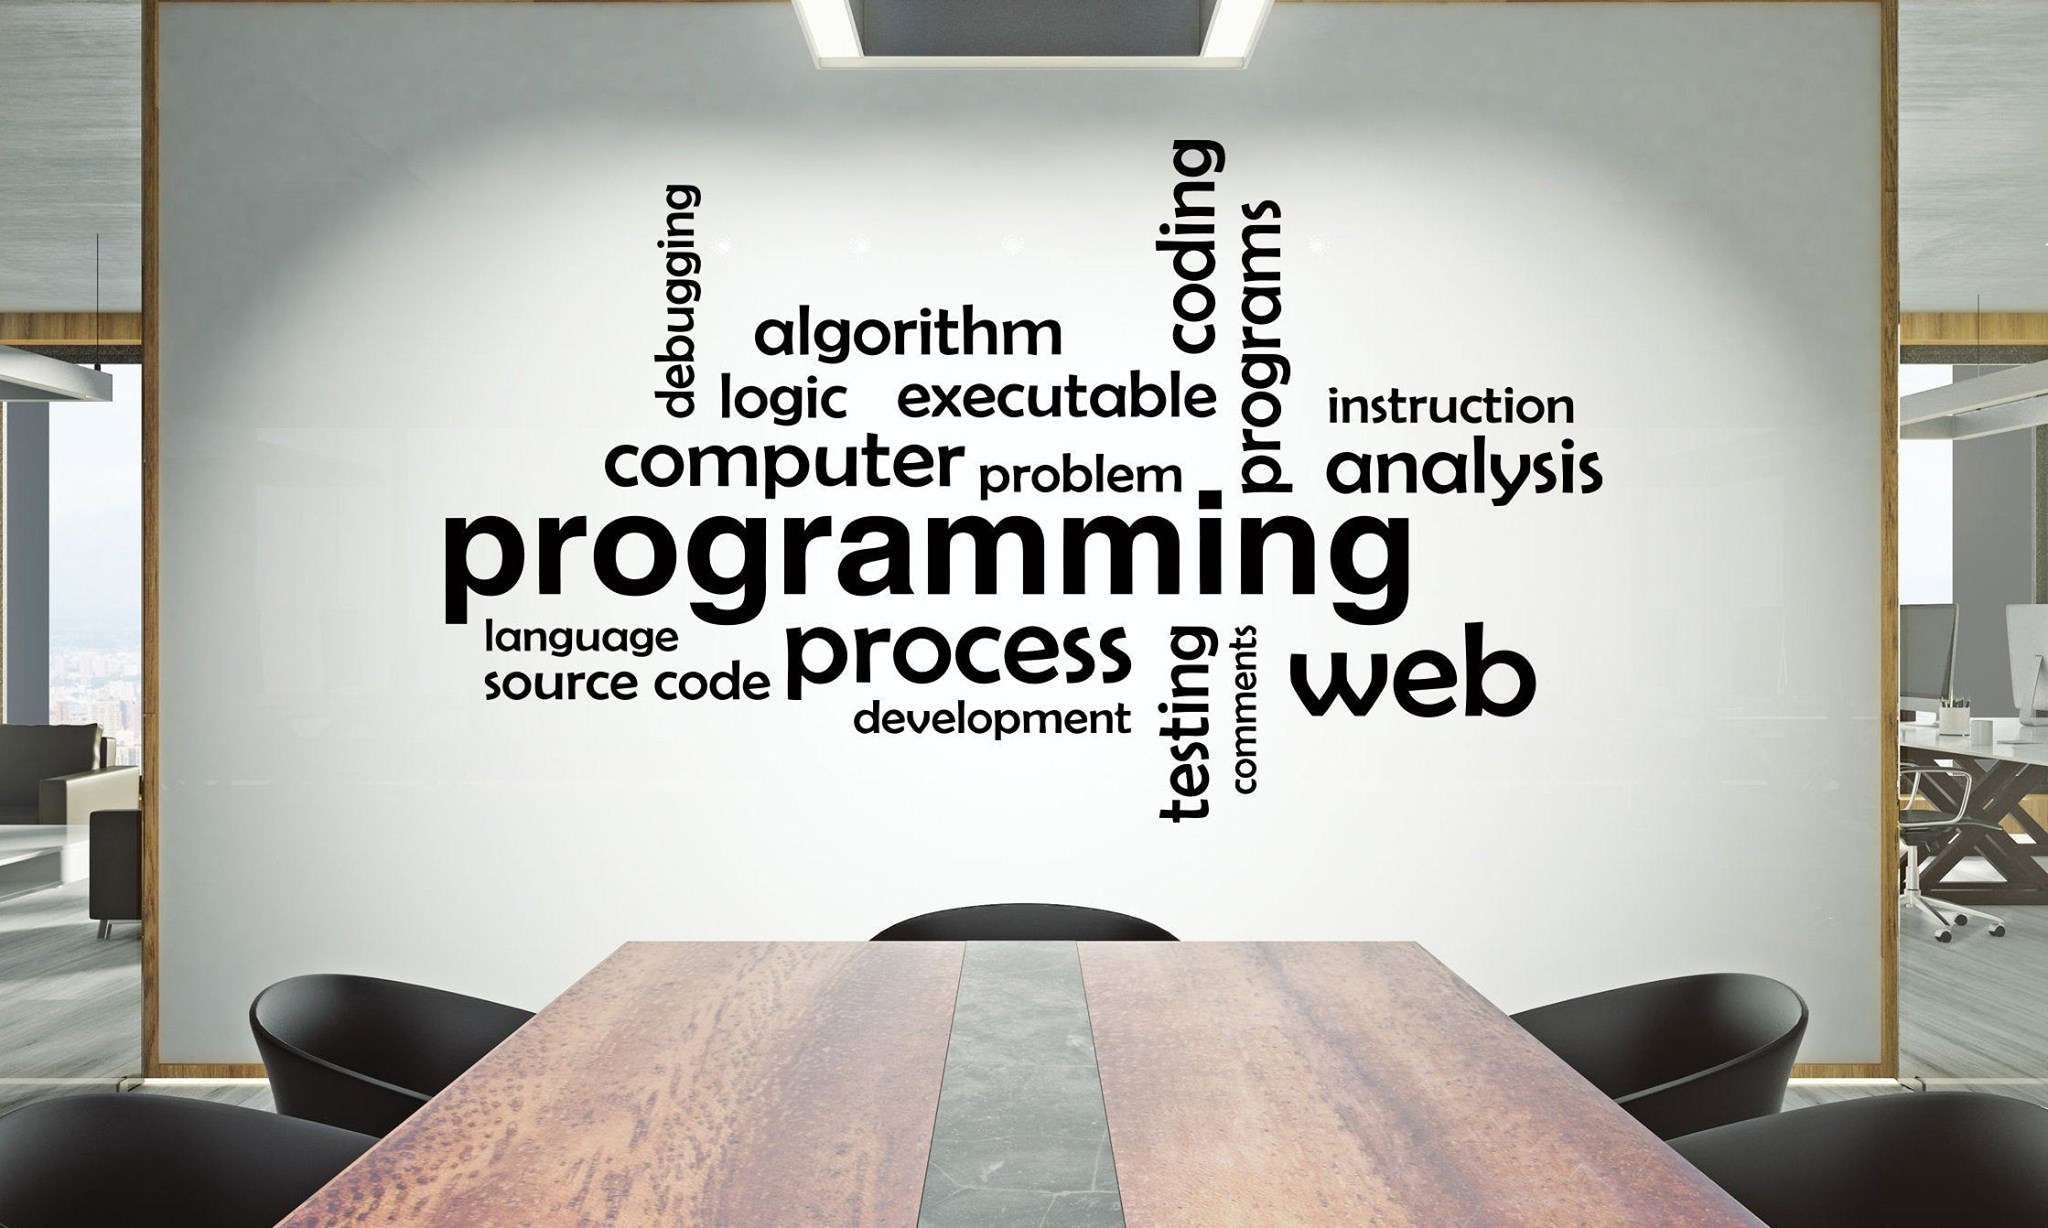 debugging
coding
programs
algorithm
logic
executable
instruction
computer
problem
analysis
programming
language
process
testing
comments
web
source code
development